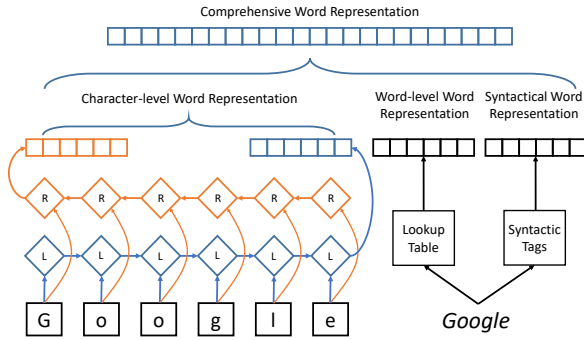 Comprehensive Word Representation
Character-level Word Representation
Word-level Word
Representation
Syntactical Word
Representation
R R R R R R
L L L L L L
Lookup
Table
Syntactic
Tags
G o o g l e
Google